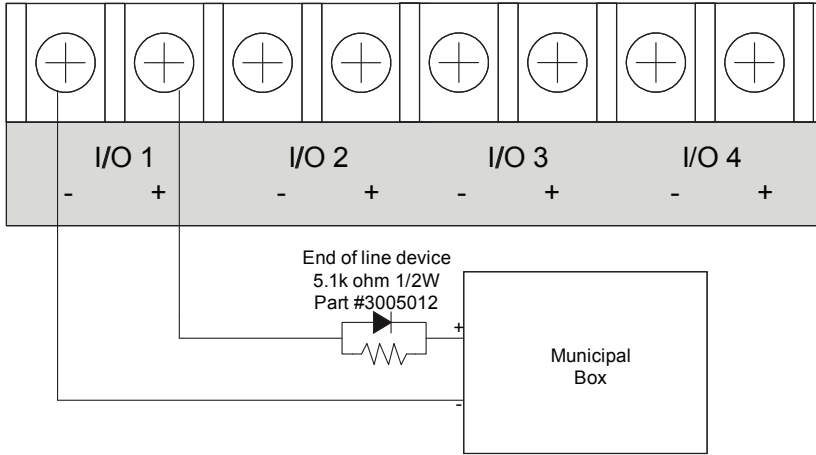 I/O 1 I/O 2 I/O 3 I/O 4
- + - + - + - +
End of line device
5.1k ohm 1/2W
Part #3005012
+
Municipal
Box
-